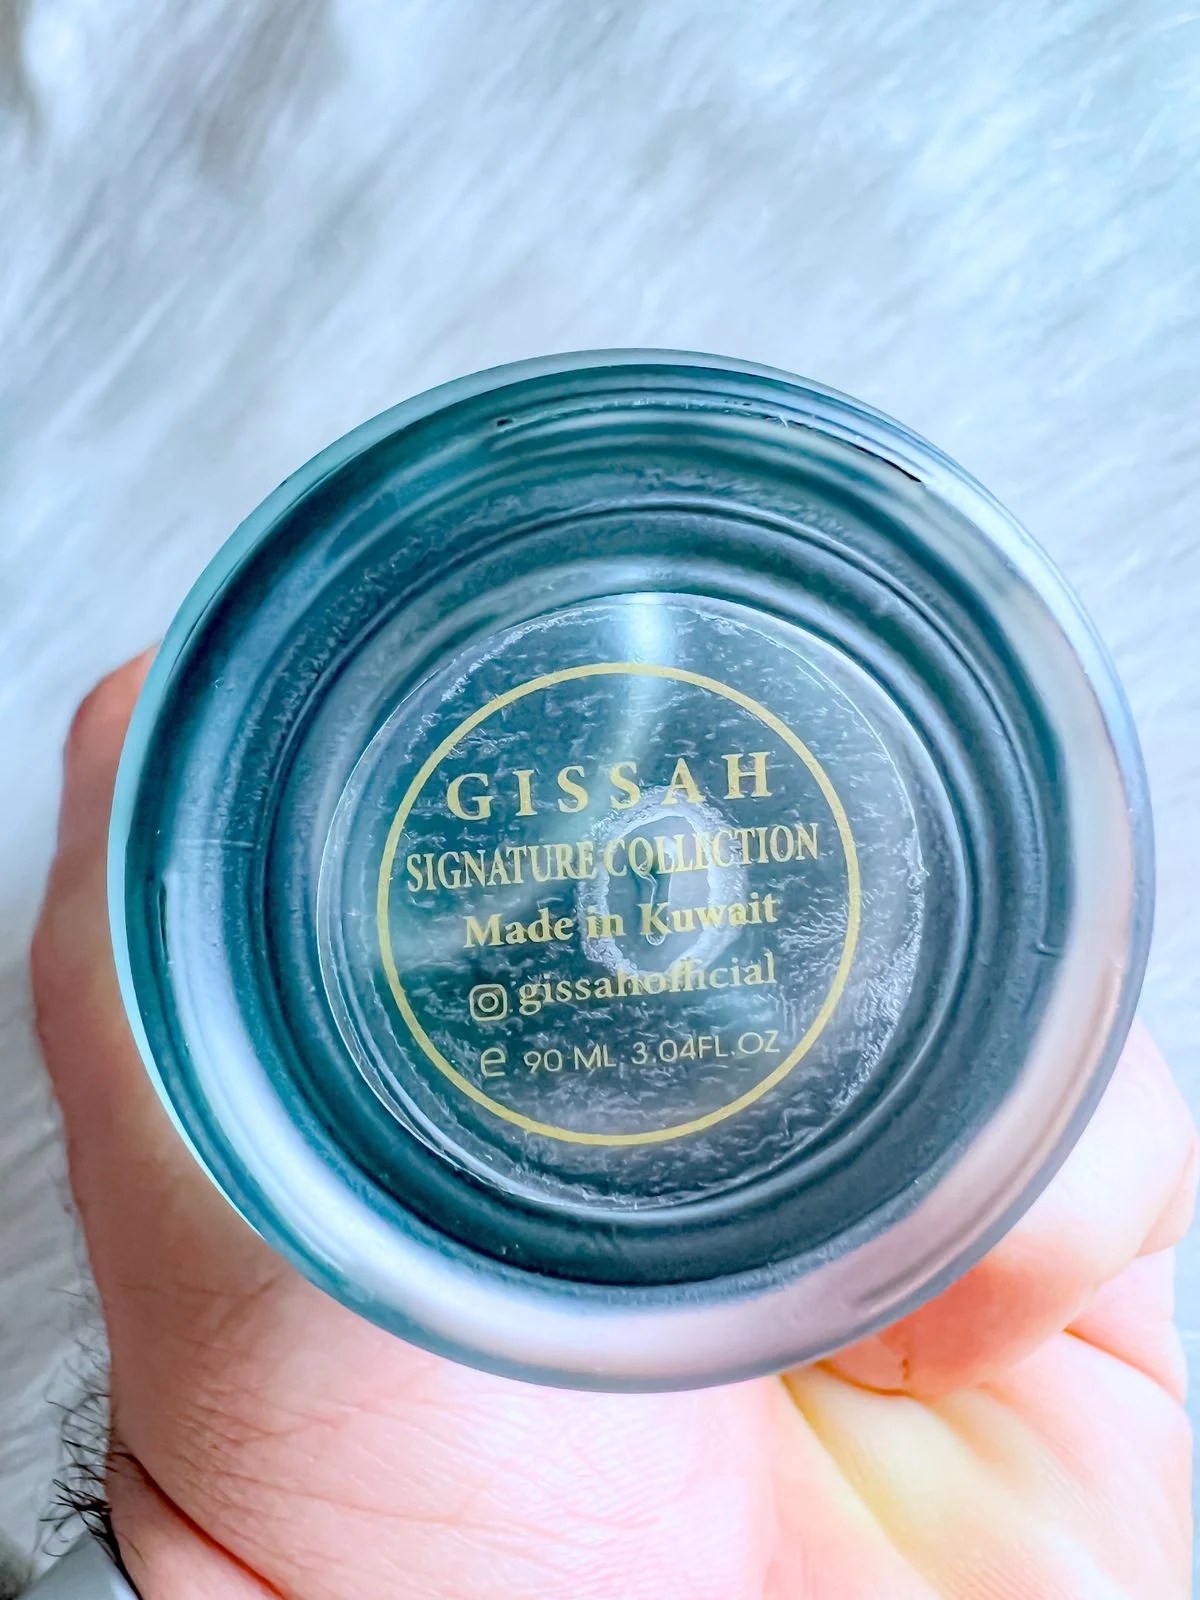 GISSAH
SIGNATURE COLLECTION
Made in Kuwait
gissahofficial
℮ 90 ML 3.04FL.OZ